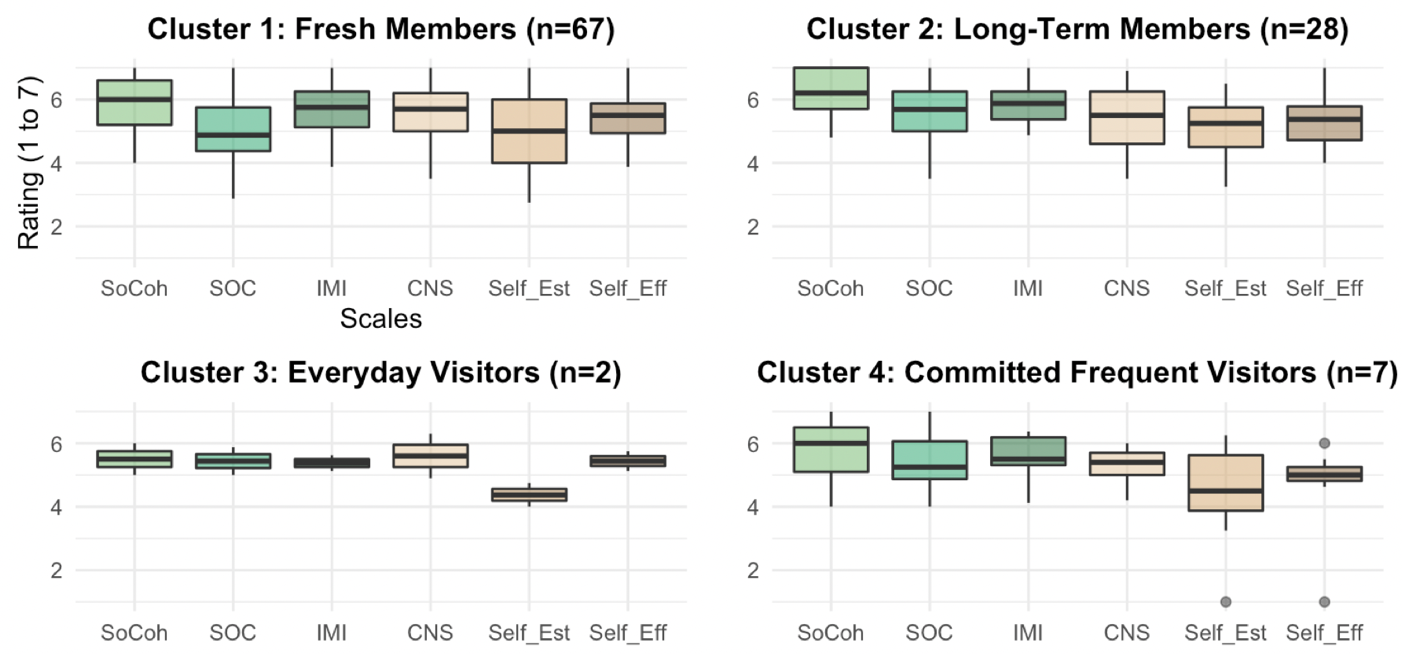 Cluster 1: Fresh Members (n=67)
Rating (1 to 7)
6
4
2
SoCoh SOC IMI CNS Self_Est Self_Eff
Scales
Cluster 2: Long-Term Members (n=28)
6
4
2
SoCoh SOC IMI CNS Self_Est Self_Eff
Cluster 3: Everyday Visitors (n=2)
6
4
2
SoCoh SOC IMI CNS Self_Est Self_Eff
Cluster 4: Committed Frequent Visitors (n=7)
6
4
2
SoCoh SOC IMI CNS Self_Est Self_Eff